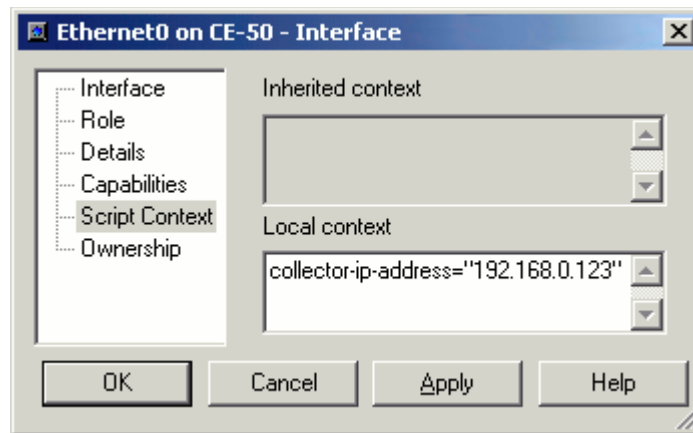 Ethernet0 on CE-50 - Interface
Interface
Role
Details
Capabilities
Script Context
Ownership
Inherited context
Local context
collector-ip-address="192.168.0.123"
OK
Cancel
Apply
Help